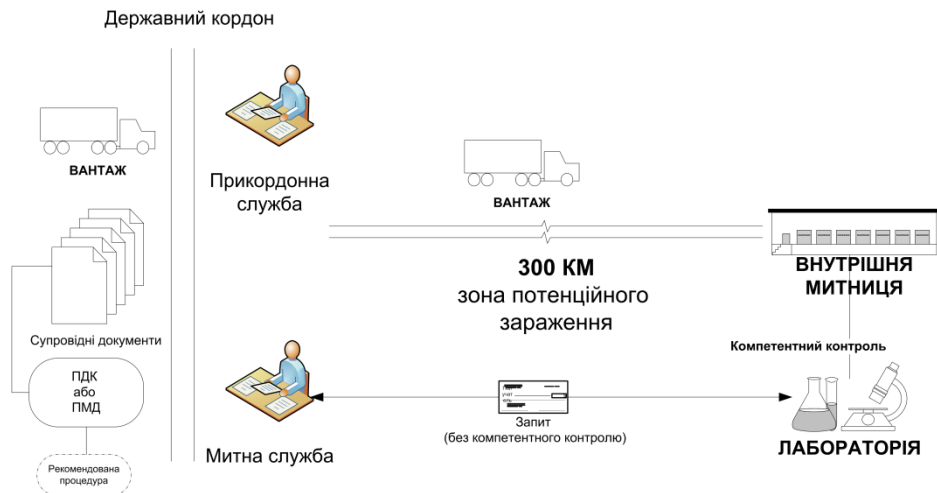 Державний кордон
ВАНТАЖ
Прикордонна
служба
ВАНТАЖ
300 КМ
зона потенційного
зараження
ВНУТРІШНЯ
МИТНИЦЯ
Супровідні документи
Компетентний контроль
ПДК
або
ПМД
Запит
(без компетентного контролю)
Митна служба
ЛАБОРАТОРІЯ
Рекомендована
процедура